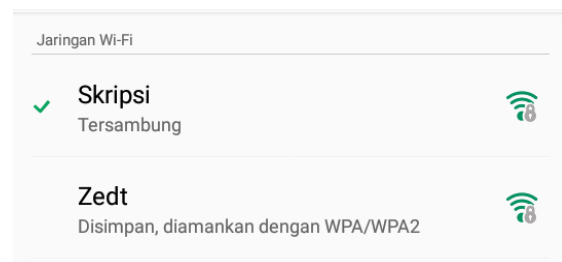 Jaringan Wi-Fi
Skripsi
Tersambung
Zedt
Disimpan, diamankan dengan WPA/WPA2